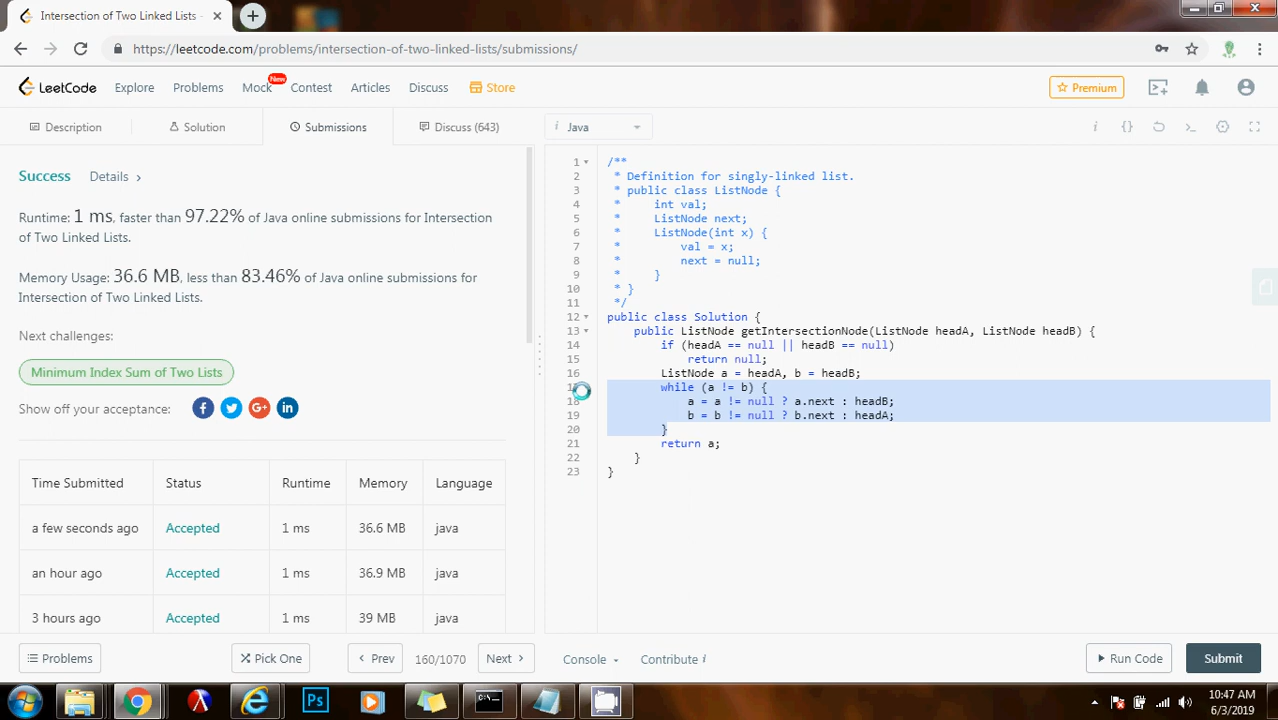 Intersection of Two Linked Lists -
https://leetcode.com/problems/intersection-of-two-linked-lists/submissions/
LeetCode Explore Problems Mock New Contest Articles Discuss Store Premium
Description Solution Submissions Discuss (643) i Java
Success Details >
Runtime: 1 ms, faster than 97.22% of Java online submissions for Intersection
of Two Linked Lists.
Memory Usage: 36.6 MB, less than 83.46% of Java online submissions for
Intersection of Two Linked Lists.
Next challenges:
Minimum Index Sum of Two Lists
Show off your acceptance:
Time Submitted Status Runtime Memory Language
a few seconds ago Accepted 1 ms 36.6 MB java
an hour ago Accepted 1 ms 36.9 MB java
3 hours ago Accepted 1 ms 39 MB java
1 /**
2 * Definition for singly-linked list.
3 * public class ListNode {
4 *     int val;
5 *     ListNode next;
6 *     ListNode(int x) {
7 *         val = x;
8 *         next = null;
9 *     }
10 * }
11 */
12 public class Solution {
13     public ListNode getIntersectionNode(ListNode headA, ListNode headB) {
14         if (headA == null || headB == null)
15             return null;
16         ListNode a = headA, b = headB;
while (a != b) {
18             a = a != null ? a.next : headB;
19             b = b != null ? b.next : headA;
20         }
21         return a;
22     }
23 }
Problems Pick One < Prev 160/1070 Next > Console Contribute i Run Code Submit
Ps
10:47 AM
6/3/2019